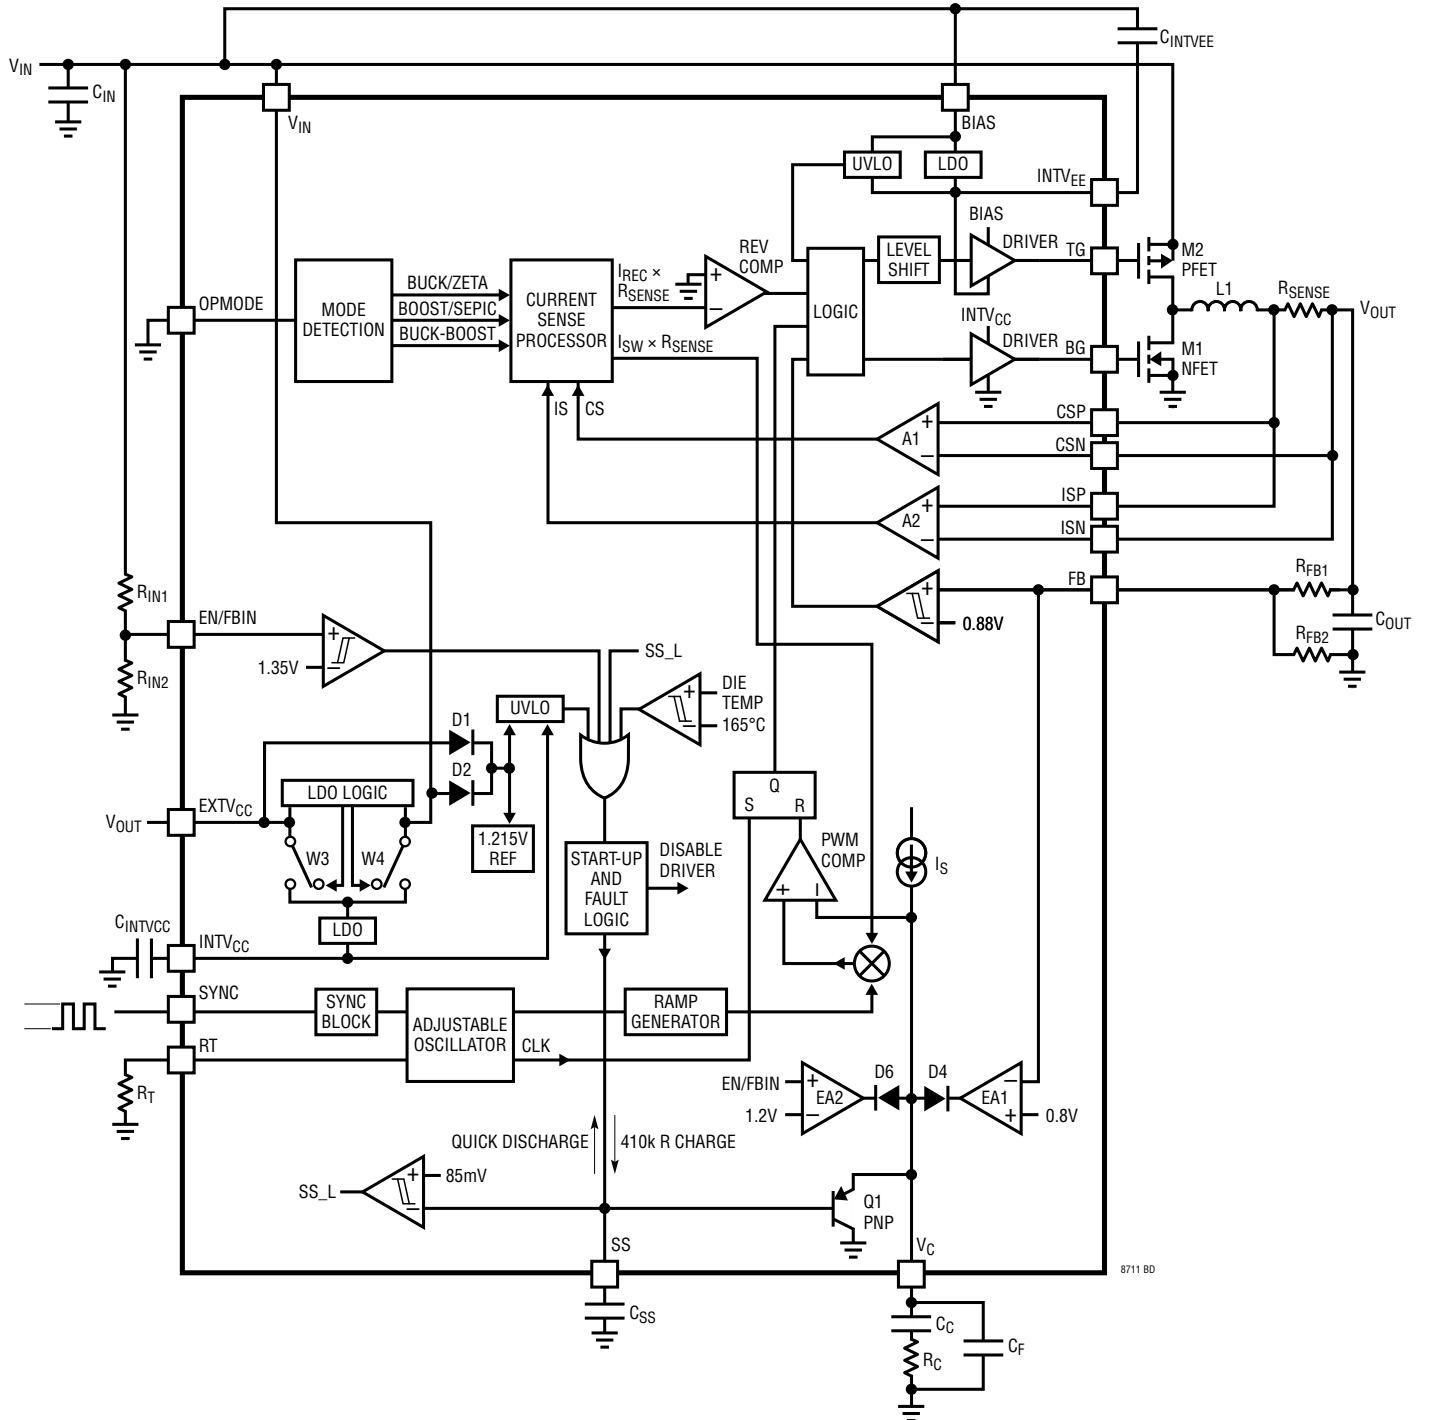 CINTVEE
VIN
CIN
VIN
BIAS
UVLO
LDO
INTVEE
BIAS
DRIVER
TG
M2
PFET
REV
COMP
LEVEL
SHIFT
IREC ×
RSENSE
+
–
L1
RSENSE
VOUT
OPMODE
MODE
DETECTION
BUCK/ZETA
BOOST/SEPIC
BUCK-BOOST
CURRENT
SENSE
PROCESSOR
LOGIC
INTVCC
DRIVER
BG
M1
NFET
ISW × RSENSE
IS
CS
A1
+
–
CSP
CSN
A2
+
–
ISP
ISN
FB
+
–
0.88V
RFB1
RFB2
COUT
RIN1
EN/FBIN
RIN2
1.35V
+
–
SS_L
DIE
TEMP
165°C
+
–
UVLO
D1
D2
LDO LOGIC
EXTVCC
VOUT
W3
W4
1.215V
REF
START-UP
AND
FAULT
LOGIC
DISABLE
DRIVER
Q
S
R
PWM
COMP
+
–
IS
LDO
CINTVCC
INTVCC
SYNC
SYNC
BLOCK
ADJUSTABLE
OSCILLATOR
RAMP
GENERATOR
RT
CLK
RT
EN/FBIN
1.2V
+
–
EA2
D6
D4
EA1
–
+
0.8V
QUICK DISCHARGE
410k R CHARGE
SS_L
+
–
85mV
Q1
PNP
SS
VC
8711 BD
CSS
CC
RC
CF